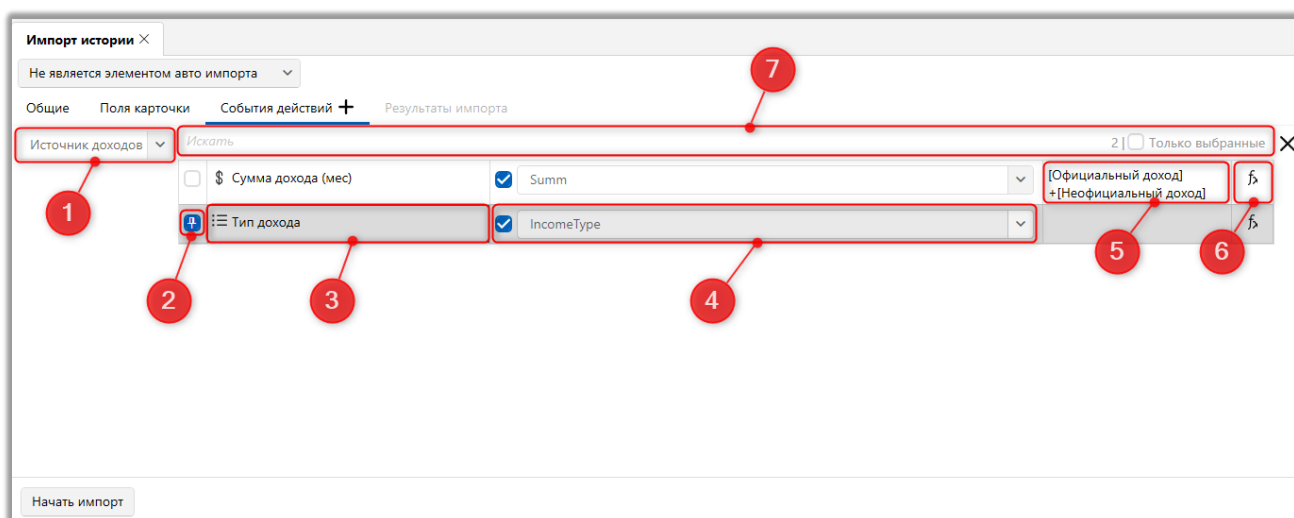 Импорт истории
Не является элементом авто импорта
7
Общие Поля карточки События действий Результаты импорта
Источник доходов Искать 2 | Только выбранные
$ Сумма дохода (мес) Summ [Официальный доход]
+[Неофициальный доход] fx
1
Тип дохода IncomeType fx
5 6
2 3 4
Начать импорт